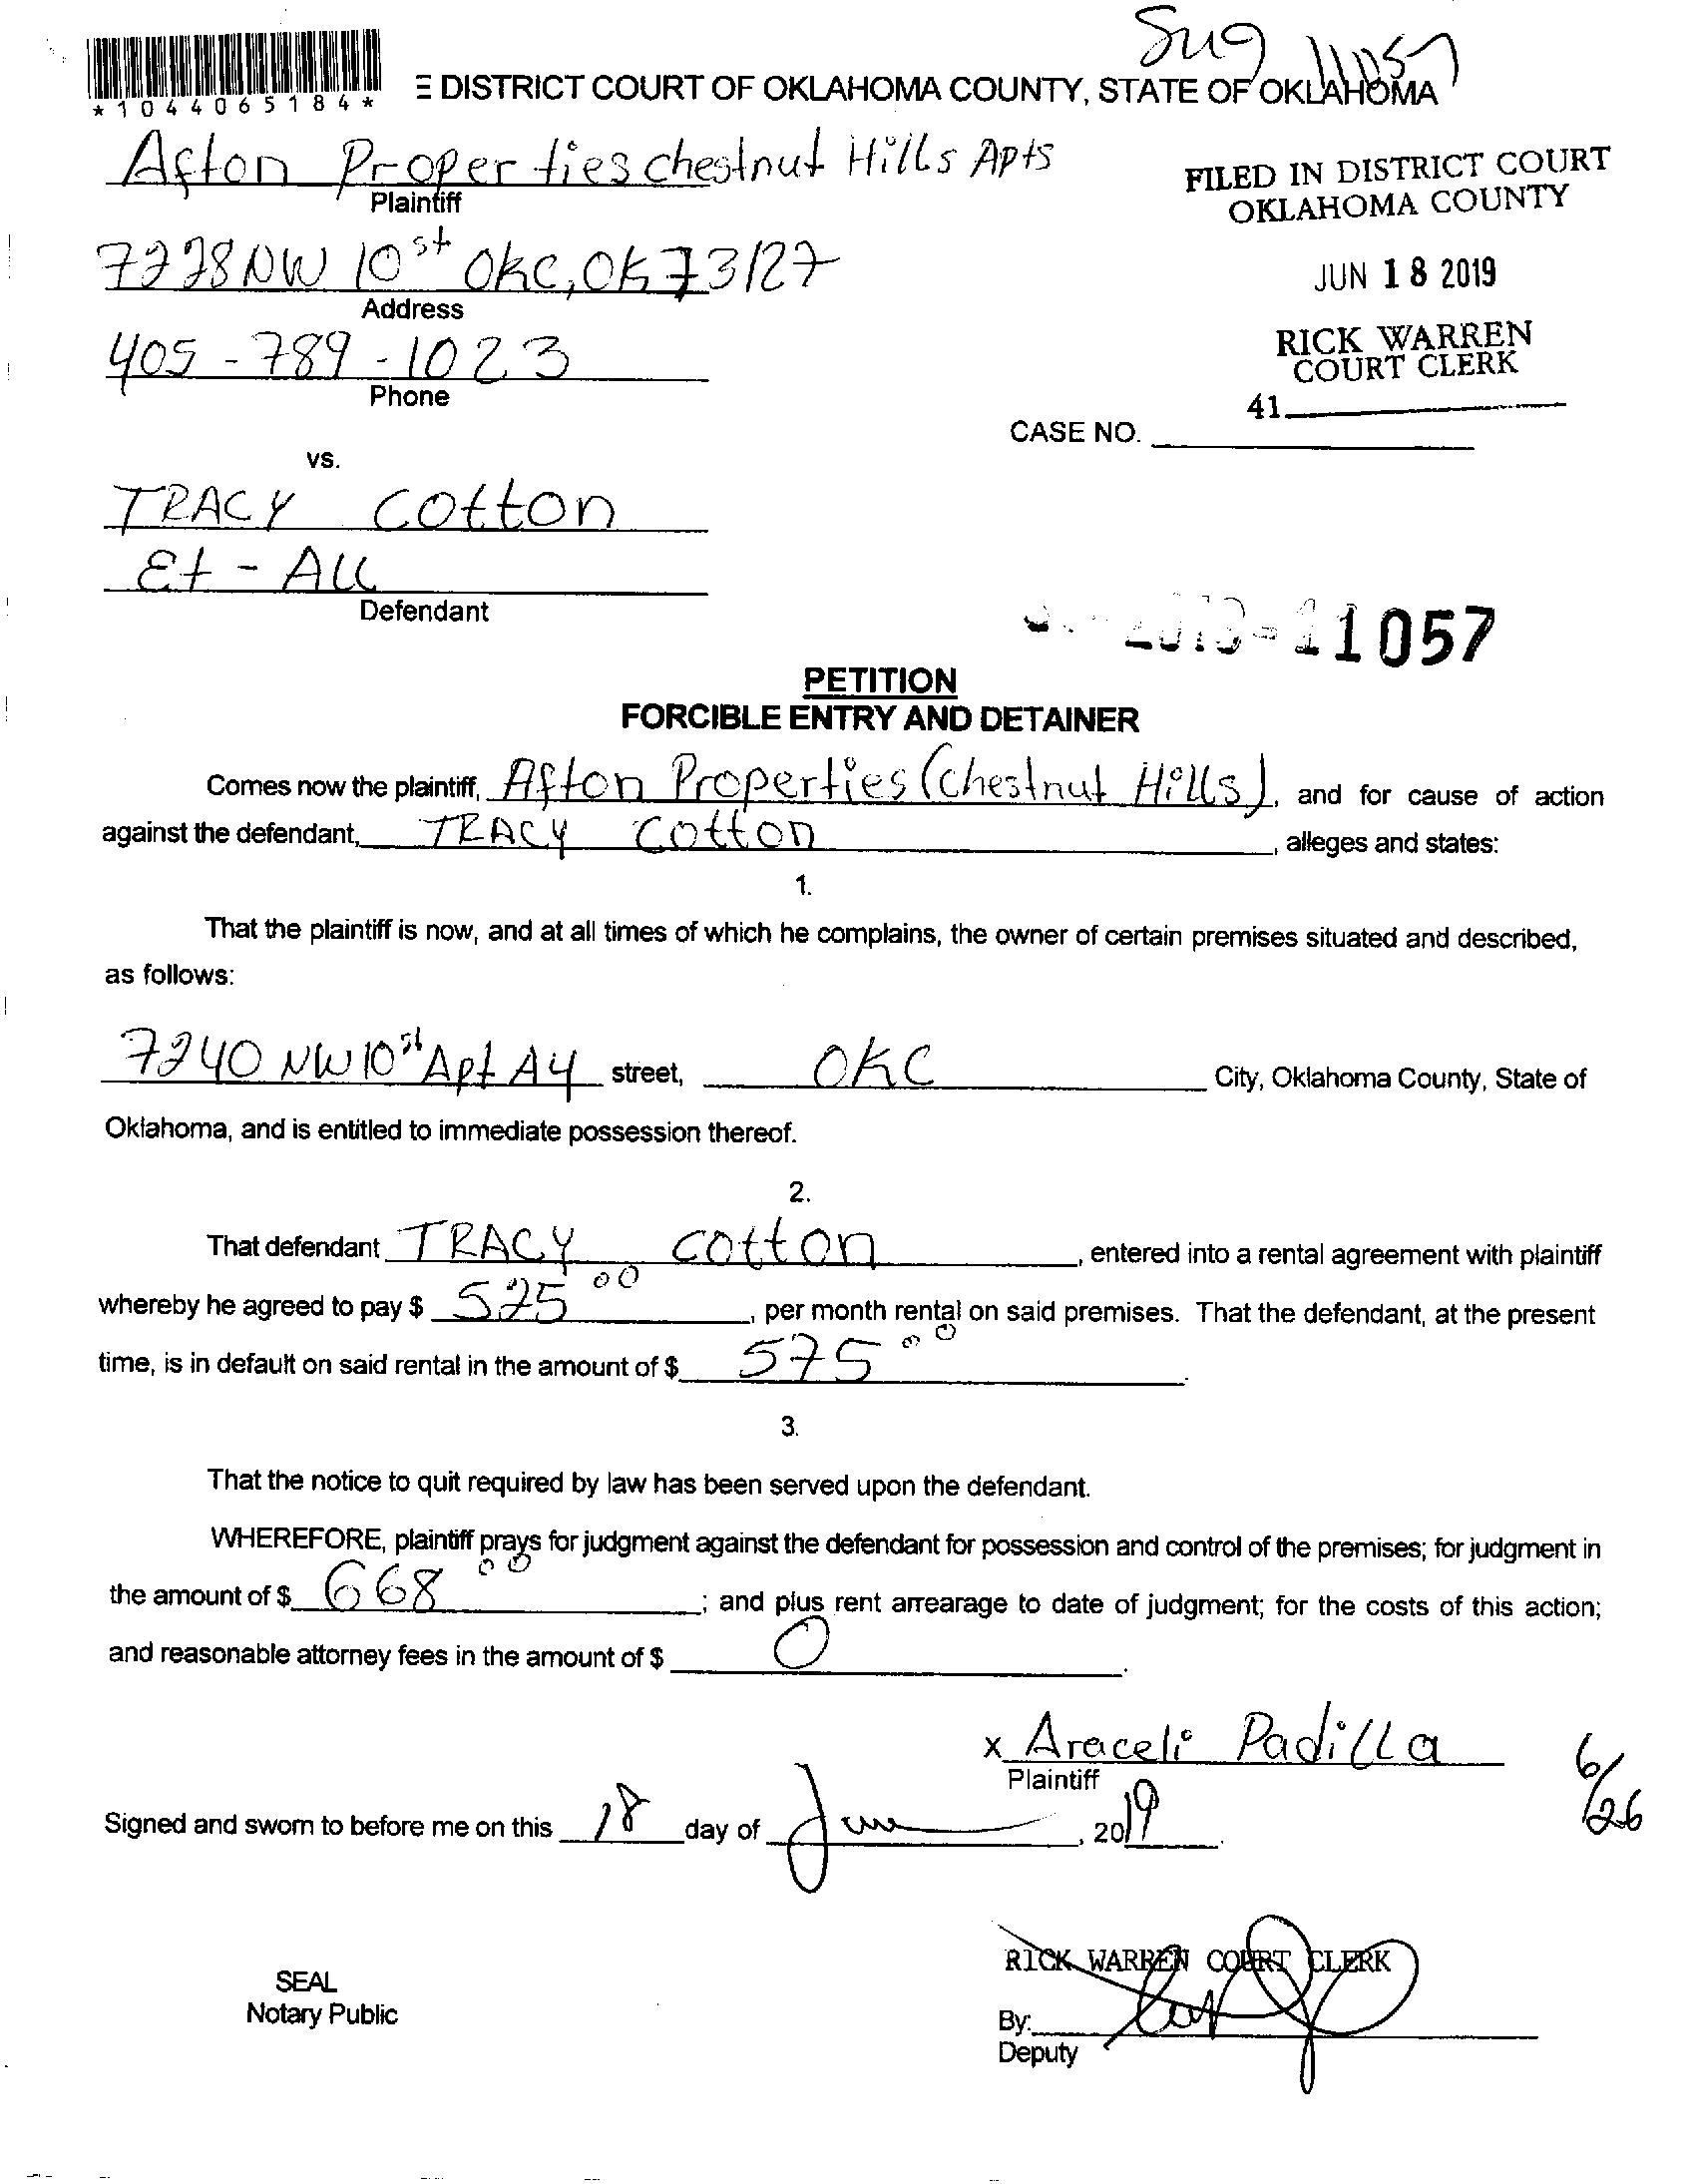 Sug 11057
*1044065184*
E DISTRICT COURT OF OKLAHOMA COUNTY, STATE OF OKLAHOMA
Afton Properties chestnut Hills Apts
Plaintiff
FILED IN DISTRICT COURT
OKLAHOMA COUNTY
7228 NW 10st OKC, OK 73127
Address
JUN 18 2019
405-789-1023
Phone
RICK WARREN
COURT CLERK
41
CASE NO.
vs.
TRACY Cotton
Et-All
Defendant
2019-11057
PETITION
FORCIBLE ENTRY AND DETAINER
Comes now the plaintiff, Afton Properties (chestnut Hills), and for cause of action
against the defendant, TRACY Cotton, alleges and states:
1.
That the plaintiff is now, and at all times of which he complains, the owner of certain premises situated and described,
as follows:
7240 NW 10st Apt A4 street, OKC City, Oklahoma County, State of
Oklahoma, and is entitled to immediate possession thereof.
2.
That defendant TRACY Cotton, entered into a rental agreement with plaintiff
whereby he agreed to pay $ 00, per month rental on said premises. That the defendant, at the present
time, is in default on said rental in the amount of $ 575 00.
3.
That the notice to quit required by law has been served upon the defendant.
WHEREFORE, plaintiff prays for judgment against the defendant for possession and control of the premises; for judgment in
the amount of $ 668 00; and plus rent arrearage to date of judgment; for the costs of this action;
and reasonable attorney fees in the amount of $ 0.
x Araceli Padilla
Plaintiff
6/26
Signed and sworn to before me on this 18 day of June, 2019.
RICK WARREN COURT CLERK
SEAL
Notary Public
By:
Deputy